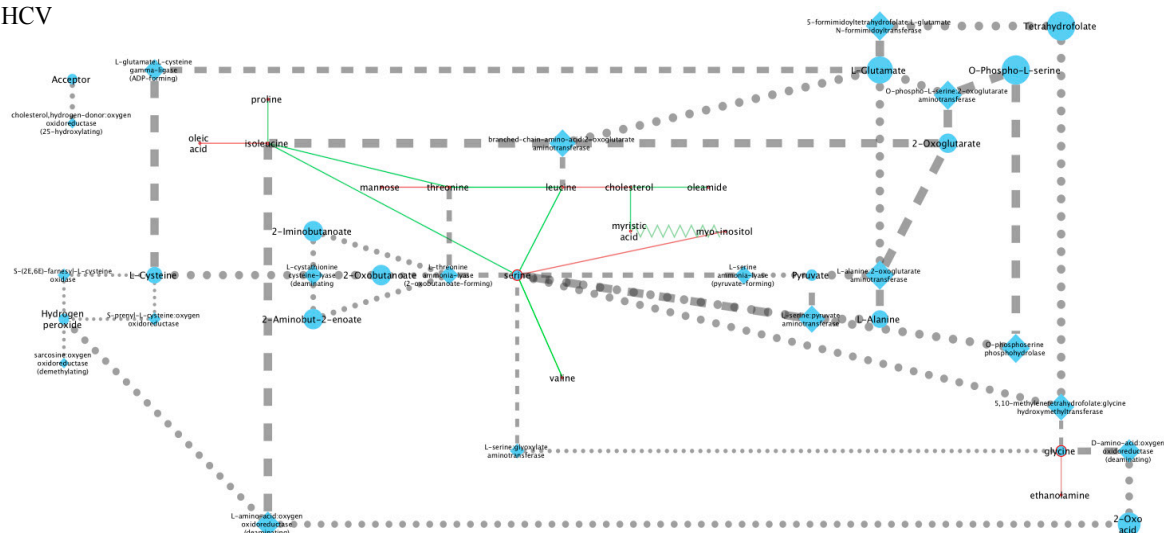 HCV
5-formimidoyltetrahydrofolate:L-glutamate
N-formimidoyltransferase
Tetrahydrofolate
L-glutamate:L-cysteine
gamma-ligase
(ADP-forming)
Acceptor
L-Glutamate
O-Phospho-L-serine
O-phospho-L-serine:2-oxoglutarate
aminotransferase
proline
cholesterol,hydrogen-donor:oxygen
oxidoreductase
(25-hydroxylating)
oleic
acid
isoleucine
branched-chain-amino-acid:2-oxoglutarate
aminotransferase
2-Oxoglutarate
mannose
threonine
leucine
cholesterol
oleamide
myristic
acid
myo-inositol
2-Iminobutanoate
S-(2E,6E)-farnesyl-L-cysteine
oxidase
L-Cysteine
L-cystathionine
cysteine-lyase
(deaminating
2-Oxobutanoate
L-threonine
ammonia-lyase
(2-oxobutanoate-forming)
serine
L-serine
ammonia-lyase
(pyruvate-forming)
Pyruvate
L-alanine:2-oxoglutarate
aminotransferase
Hydrogen
peroxide
S-prenyl-L-cysteine:oxygen
oxidoreductase
2-Aminobut-2-enoate
L-serine:pyruvate
aminotransferase
L-Alanine
O-phosphoserine
phosphohydrolase
sarcosine:oxygen
oxidoreductase
(demethylating)
valine
5,10-methylenetetrahydrofolate:glycine
hydroxymethyltransferase
L-serine:glyoxylate
aminotransferase
glycine
D-amino-acid:oxygen
oxidoreductase
(deaminating)
ethanolamine
L-amino-acid:oxygen
oxidoreductase
(deaminating)
2-Oxo
acid